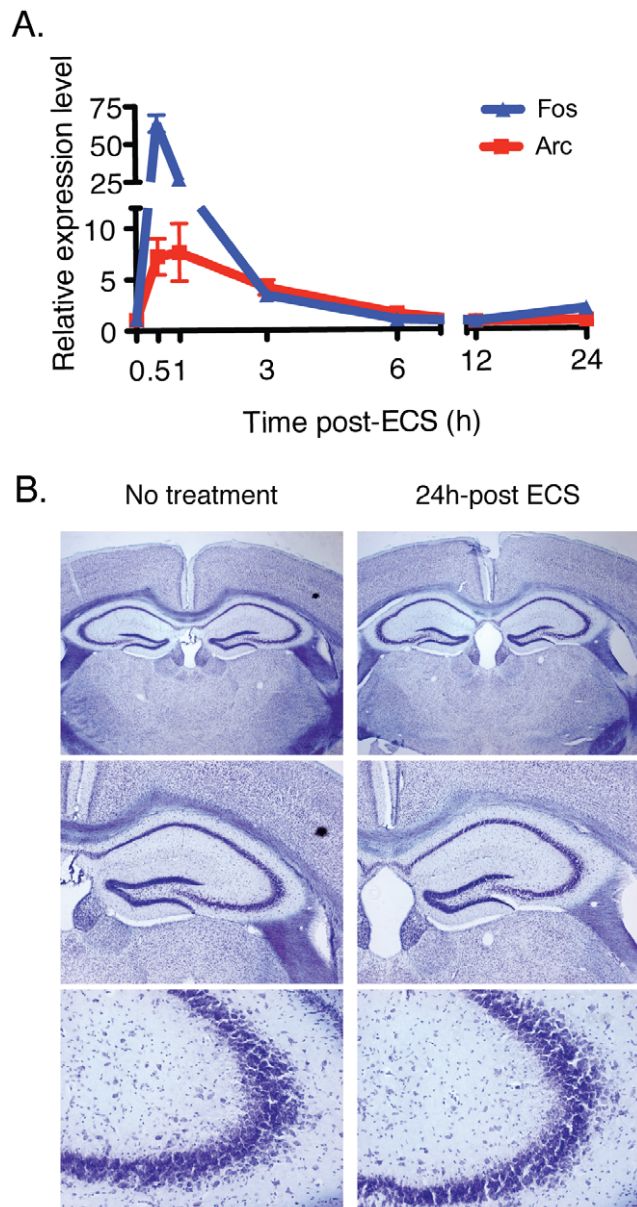 A.
Relative expression level
75
50
25
10
5
0
Fos
Arc
0.51 3 6 12 24
Time post-ECS (h)
B.
No treatment 24h-post ECS